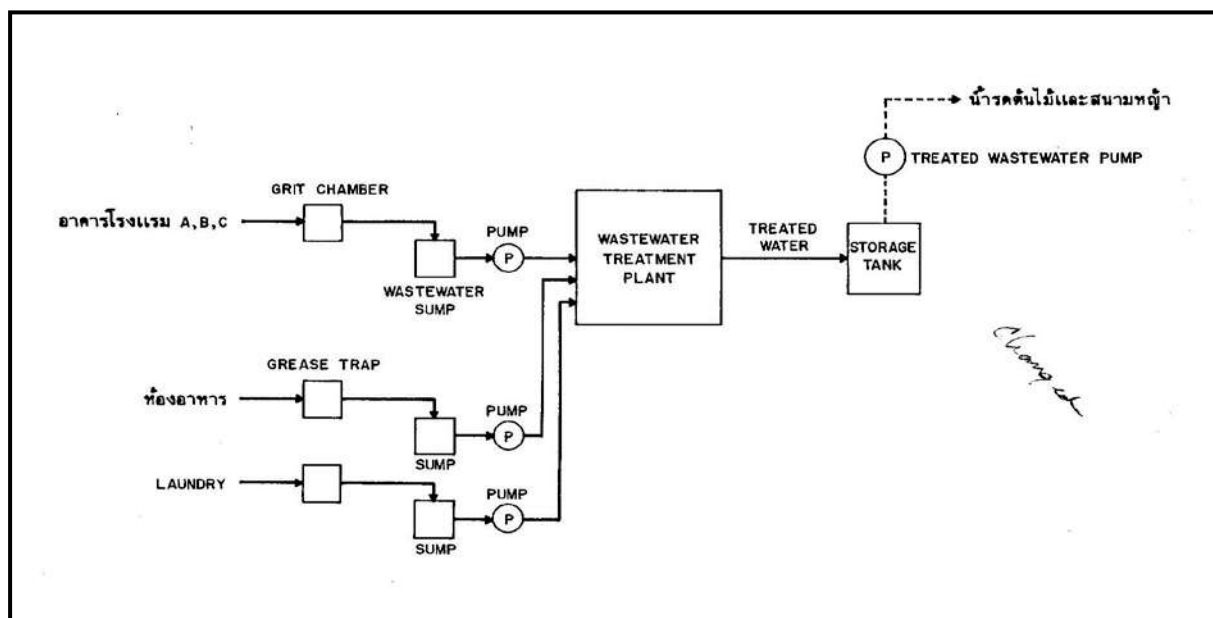 น้ำรดต้นไม้และสนามหญ้า
P
TREATED WASTEWATER PUMP
GRIT CHAMBER
อาคารโรงแรม A,B,C
PUMP
P
WASTEWATER
SUMP
WASTEWATER
TREATMENT
PLANT
TREATED
WATER
STORAGE
TANK
Changed
GREASE TRAP
ห้องอาหาร
PUMP
P
SUMP
LAUNDRY
PUMP
P
SUMP